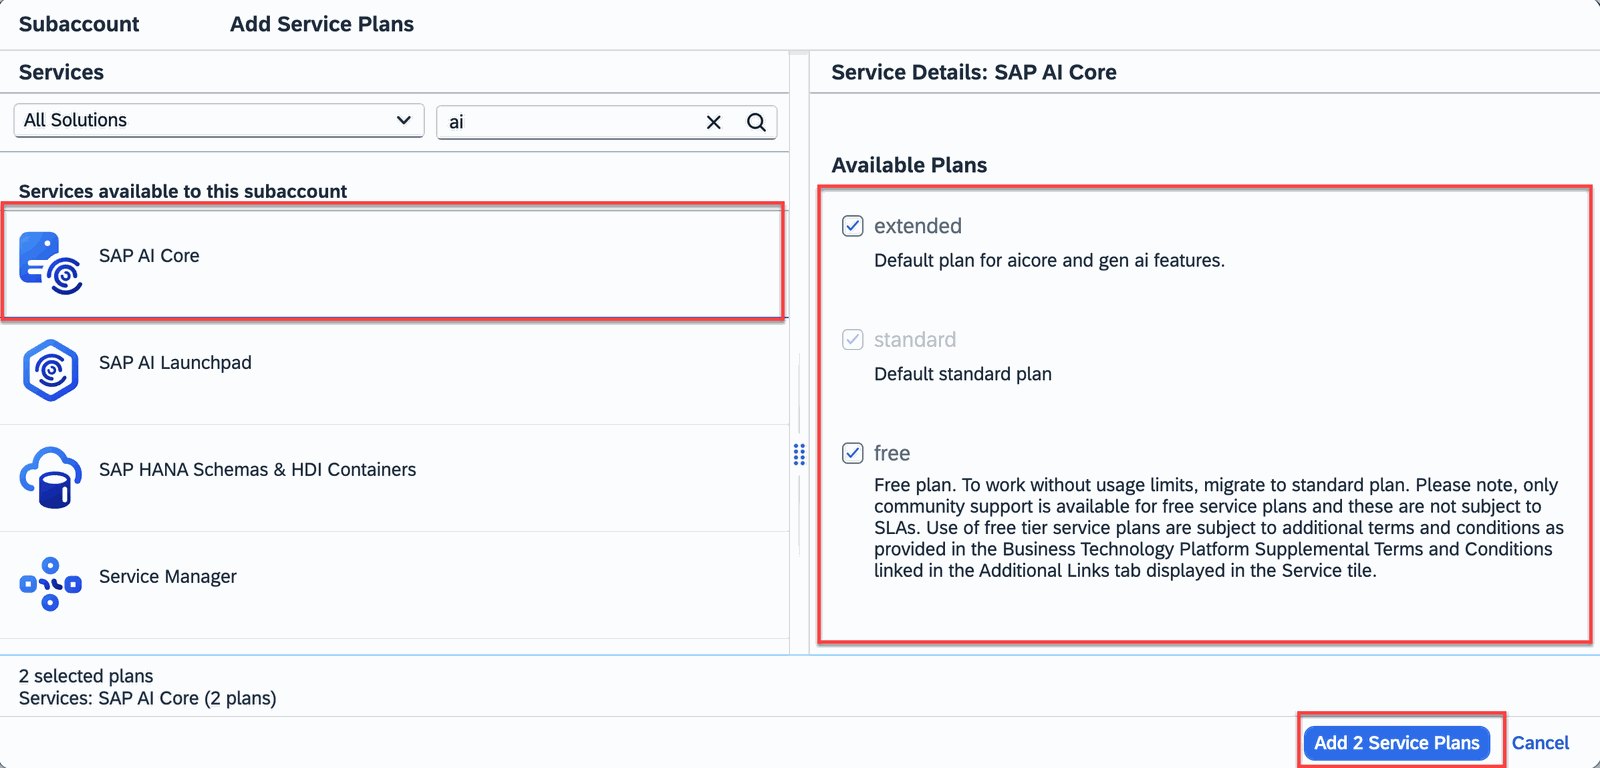 Subaccount
Add Service Plans
Services
All Solutions
ai
Services available to this subaccount
SAP AI Core
SAP AI Launchpad
SAP HANA Schemas & HDI Containers
Service Manager
Service Details: SAP AI Core
Available Plans
extended
Default plan for aicore and gen ai features.
standard
Default standard plan
free
Free plan. To work without usage limits, migrate to standard plan. Please note, only
community support is available for free service plans and these are not subject to
SLAs. Use of free tier service plans are subject to additional terms and conditions as
provided in the Business Technology Platform Supplemental Terms and Conditions
linked in the Additional Links tab displayed in the Service tile.
2 selected plans
Services: SAP AI Core (2 plans)
Add 2 Service Plans
Cancel